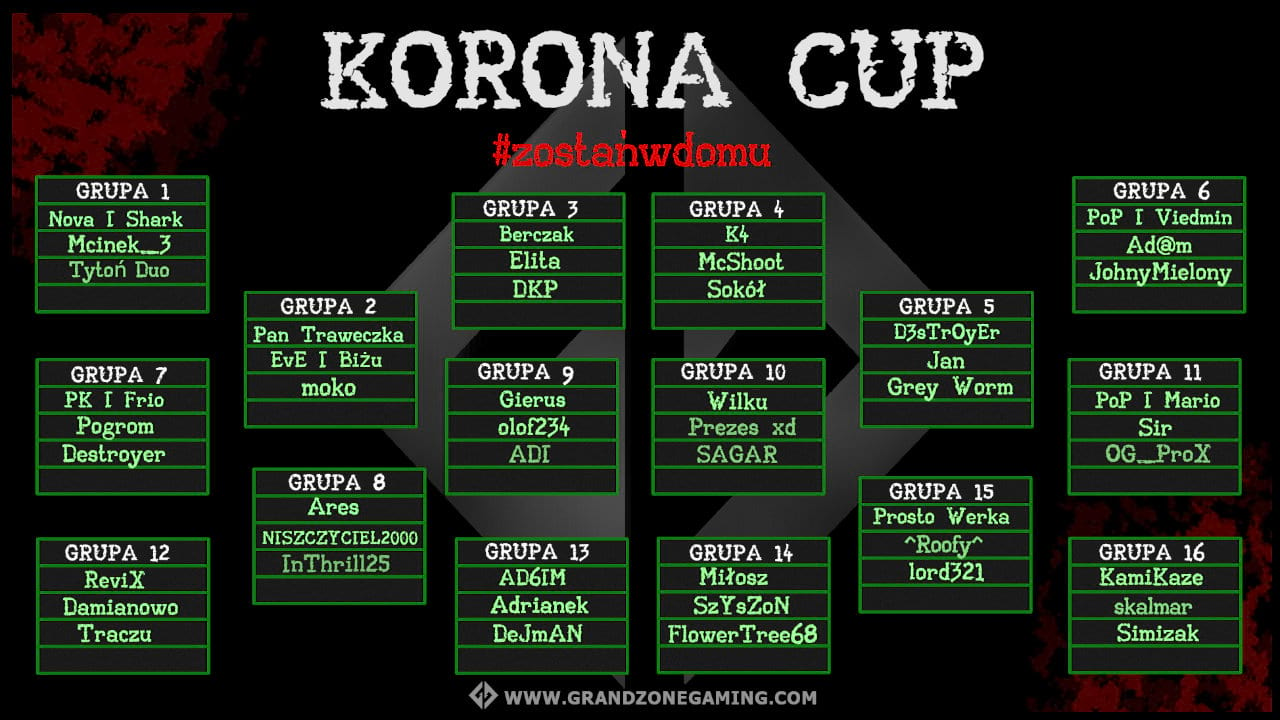 KORONA CUP
#zostańwdomu
GRUPA 1
Nova I Shark
Mcinek_3
Tytoń Duo
GRUPA 2
Pan Traweczka
EvE I Biżu
moko
GRUPA 3
Berczak
Elita
DKP
GRUPA 4
K4
McShoot
Sokół
GRUPA 5
D3sTrOyEr
Jan
Grey Worm
GRUPA 6
PoP I Viedmin
Ad@m
JohnyMielony
GRUPA 7
PK I Frio
Pogrom
Destroyer
GRUPA 8
Ares
NISZCZYCIEL2000
InThrill25
GRUPA 9
Gierus
olof234
ADI
GRUPA 10
Wilku
Prezes xd
SAGAR
GRUPA 11
PoP I Mario
Sir
OG_ProX
GRUPA 12
ReviX
Damianowo
Traczu
GRUPA 13
AD6IM
Adrianek
DeJmAN
GRUPA 14
Miłosz
SzYsZoN
FlowerTree68
GRUPA 15
Prosto Werka
^Roofy^
lord321
GRUPA 16
KamiKaze
skalmar
Simizak
WWW.GRANDZONEGAMING.COM